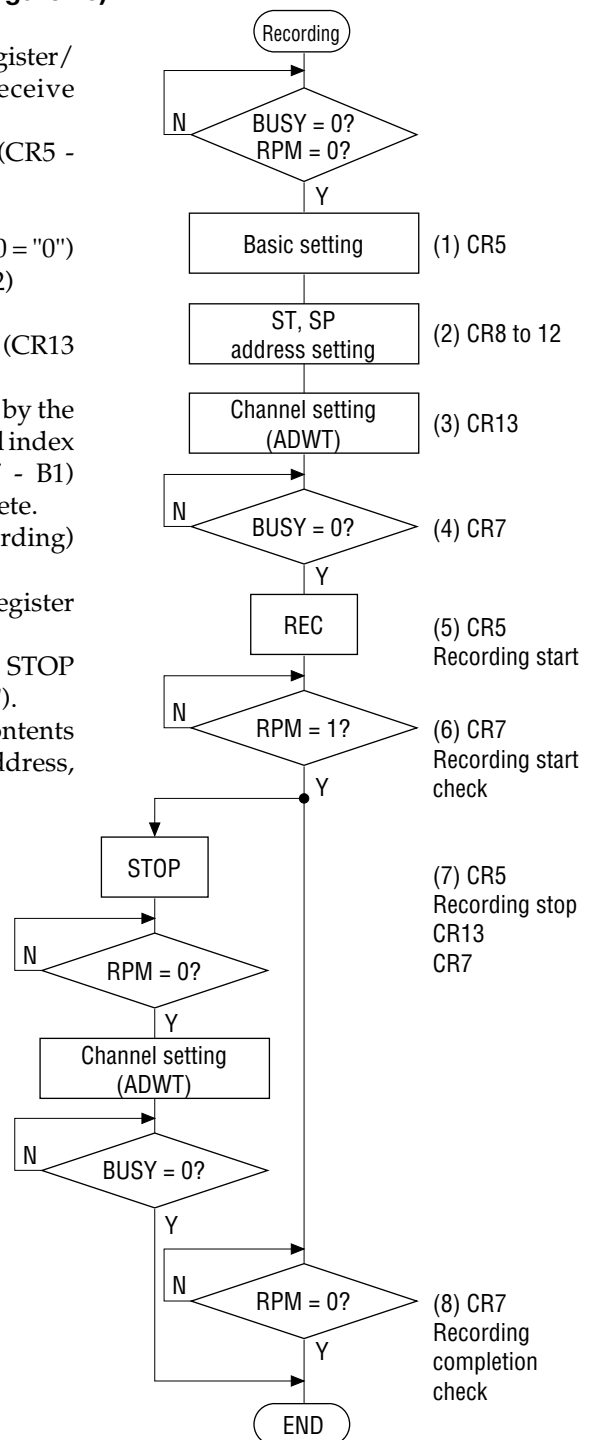 gister/
eceive
(CR5 -
0 = "0")
2)
(CR13
by the
index
- B1)
ete.
rding)
egister
STOP
").
ontents
ddress,
Recording
N
BUSY = 0?
RPM = 0?
Y
Basic setting
(1) CR5
ST, SP
address setting
(2) CR8 to 12
Channel setting
(ADWT)
(3) CR13
N
BUSY = 0?
(4) CR7
Y
REC
(5) CR5
Recording start
N
RPM = 1?
(6) CR7
Recording start
check
Y
STOP
(7) CR5
Recording stop
CR13
CR7
N
RPM = 0?
Y
Channel setting
(ADWT)
N
BUSY = 0?
Y
N
RPM = 0?
(8) CR7
Recording
completion
check
Y
END